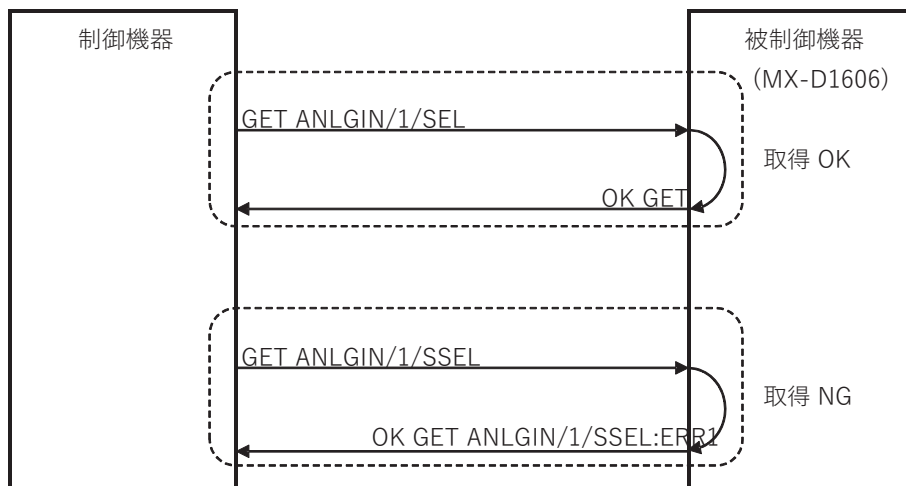 制御機器
被制御機器
(MX-D1606)
GET ANLGIN/1/SEL
取得 OK
OK GET
GET ANLGIN/1/SSEL
取得 NG
OK GET ANLGIN/1/SSEL:ERR1